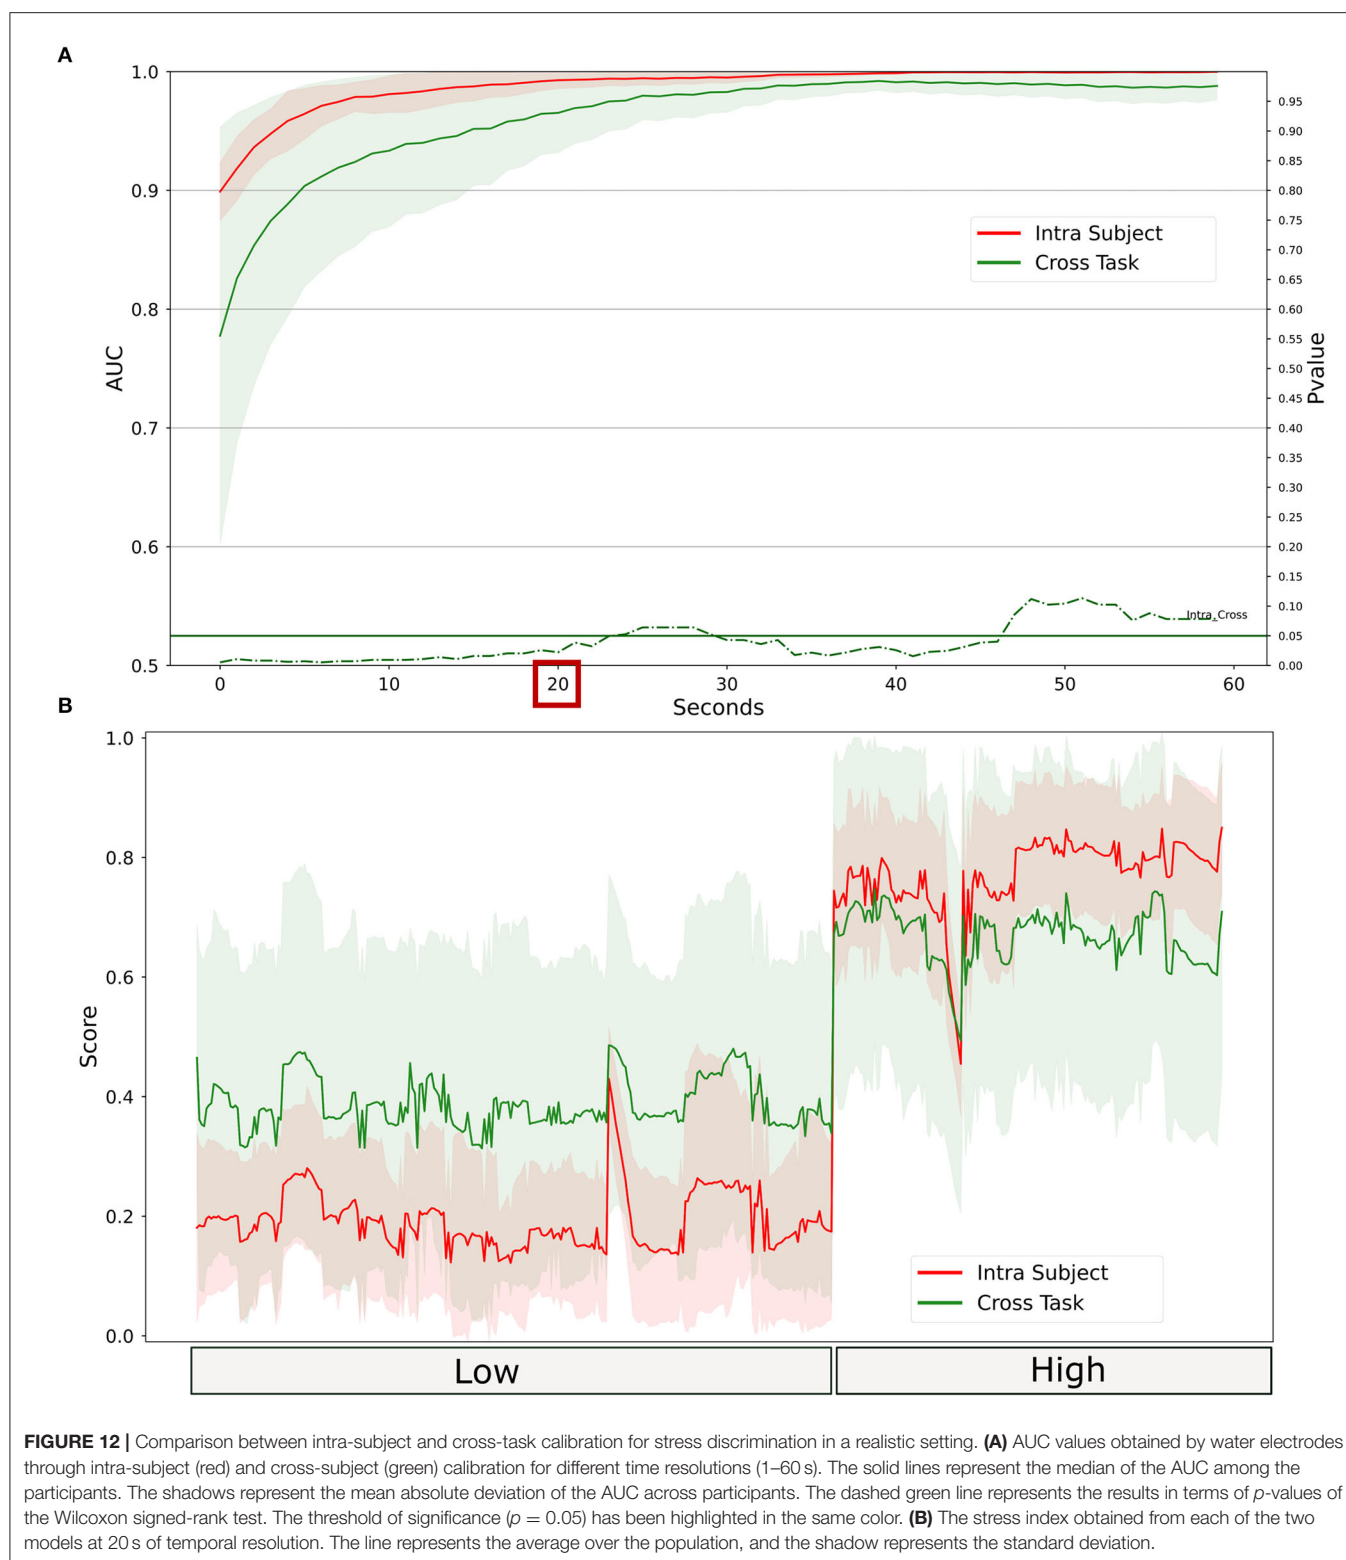 A
1.0
0.9
0.8
0.7
0.6
0.5
AUC
0.95
0.90
0.85
0.80
0.75
0.70
0.65
0.60
0.55
0.50
0.45
0.40
0.35
0.30
0.25
0.20
0.15
0.10
0.05
0.00
Pvalue
Intra Subject
Cross Task
Intra_Cross
0 10 20 30 40 50 60
Seconds
B
1.0
0.8
0.6
0.4
0.2
0.0
Score
Intra Subject
Cross Task
Low High
FIGURE 12 | Comparison between intra-subject and cross-task calibration for stress discrimination in a realistic setting. (A) AUC values obtained by water electrodes
through intra-subject (red) and cross-subject (green) calibration for different time resolutions (1–60 s). The solid lines represent the median of the AUC among the
participants. The shadows represent the mean absolute deviation of the AUC across participants. The dashed green line represents the results in terms of p-values of
the Wilcoxon signed-rank test. The threshold of significance (p = 0.05) has been highlighted in the same color. (B) The stress index obtained from each of the two
models at 20 s of temporal resolution. The line represents the average over the population, and the shadow represents the standard deviation.